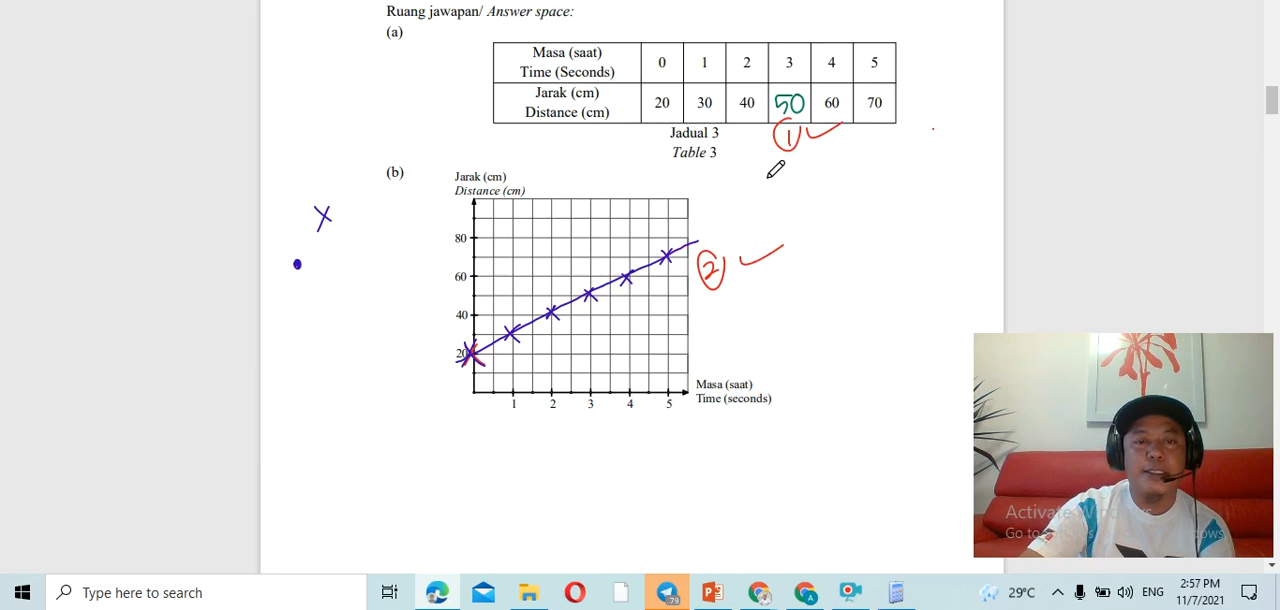 Ruang jawapan/ Answer space:
(a)
Masa (saat)
Time (Seconds)
0 1 2 3 4 5
Jarak (cm)
Distance (cm)
20 30 40 50 60 70
Jadual 3
Table 3
1
(b)
Jarak (cm)
Distance (cm)
80
60
40
20
2
1 2 3 4 5
Masa (saat)
Time (seconds)
Activate
Go to
ows
Type here to search
29°C
ENG
2:57 PM
11/7/2021